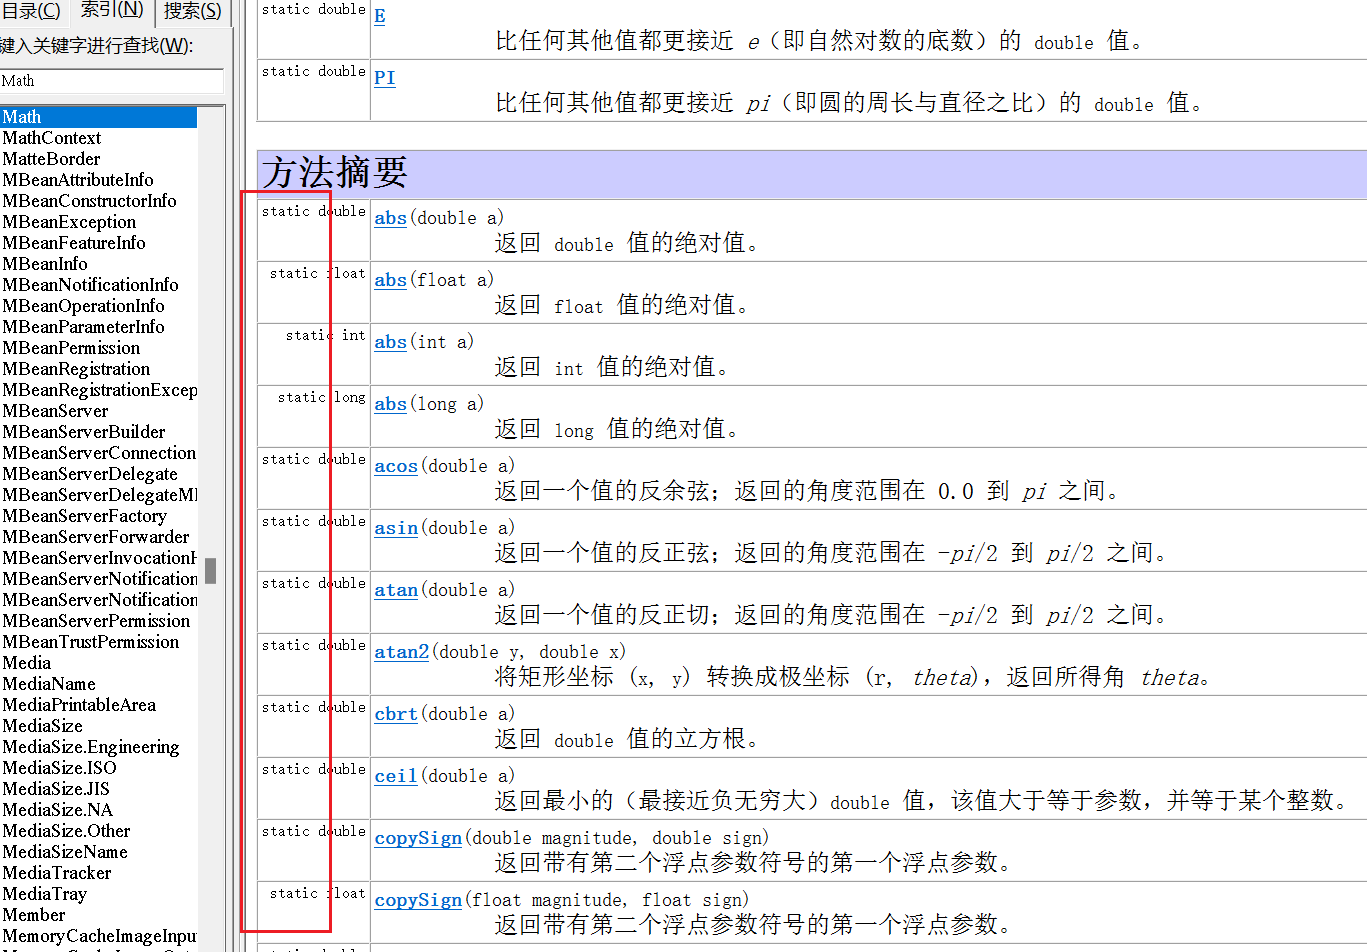 目录(C) 索引(N) 搜索(S)
键入关键字进行查找(W):
Math
Math
MathContext
MatteBorder
MBeanAttributeInfo
MBeanConstructorInfo
MBeanException
MBeanFeatureInfo
MBeanInfo
MBeanNotificationInfo
MBeanOperationInfo
MBeanParameterInfo
MBeanPermission
MBeanRegistration
MBeanRegistrationExcep
MBeanServer
MBeanServerBuilder
MBeanServerConnection
MBeanServerDelegate
MBeanServerDelegateMI
MBeanServerFactory
MBeanServerForwarder
MBeanServerInvocationH
MBeanServerNotification
MBeanServerNotification
MBeanServerPermission
MBeanTrustPermission
Media
MediaName
MediaPrintableArea
MediaSize
MediaSize.Engineering
MediaSize.ISO
MediaSize.JIS
MediaSize.NA
MediaSize.Other
MediaSizeName
MediaTracker
MediaTray
Member
MemoryCacheImageInpu
static double E
比任何其他值都更接近 e（即自然对数的底数）的 double 值。
static double PI
比任何其他值都更接近 pi（即圆的周长与直径之比）的 double 值。
方法摘要
static double abs(double a)
返回 double 值的绝对值。
static float abs(float a)
返回 float 值的绝对值。
static int abs(int a)
返回 int 值的绝对值。
static long abs(long a)
返回 long 值的绝对值。
static double acos(double a)
返回一个值的反余弦；返回的角度范围在 0.0 到 pi 之间。
static double asin(double a)
返回一个值的反正弦；返回的角度范围在 -pi/2 到 pi/2 之间。
static double atan(double a)
返回一个值的反正切；返回的角度范围在 -pi/2 到 pi/2 之间。
static double atan2(double y, double x)
将矩形坐标 (x, y) 转换成极坐标 (r, theta)，返回所得角 theta。
static double cbrt(double a)
返回 double 值的立方根。
static double ceil(double a)
返回最小的（最接近负无穷大）double 值，该值大于等于参数，并等于某个整数。
static double copySign(double magnitude, double sign)
返回带有第二个浮点参数符号的第一个浮点参数。
static float copySign(float magnitude, float sign)
返回带有第二个浮点参数符号的第一个浮点参数。